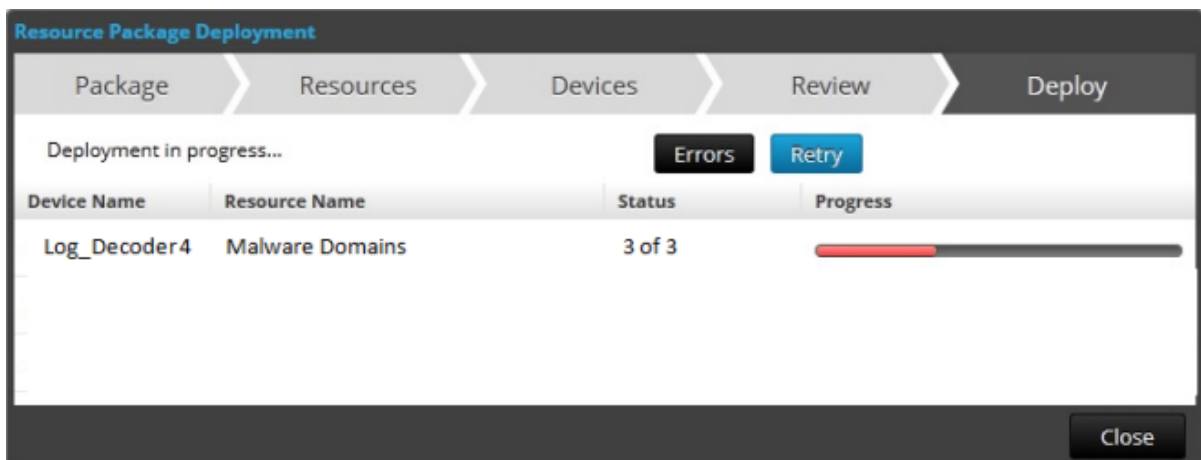 Resource Package Deployment
Package Resources Devices Review Deploy
Deployment in progress... Errors Retry
Device Name Resource Name Status Progress
Log_Decoder4 Malware Domains 3 of 3
Close